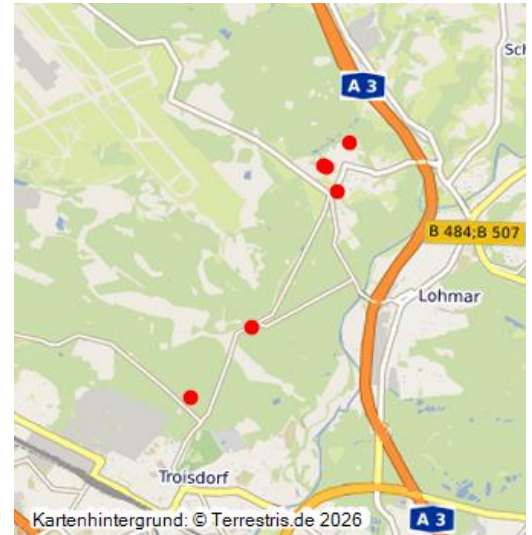 Sch
A 3
B 484;B 507
Lohmar
Troisdorf
Kartenhintergrund: © Terrestris.de 2026
A 3